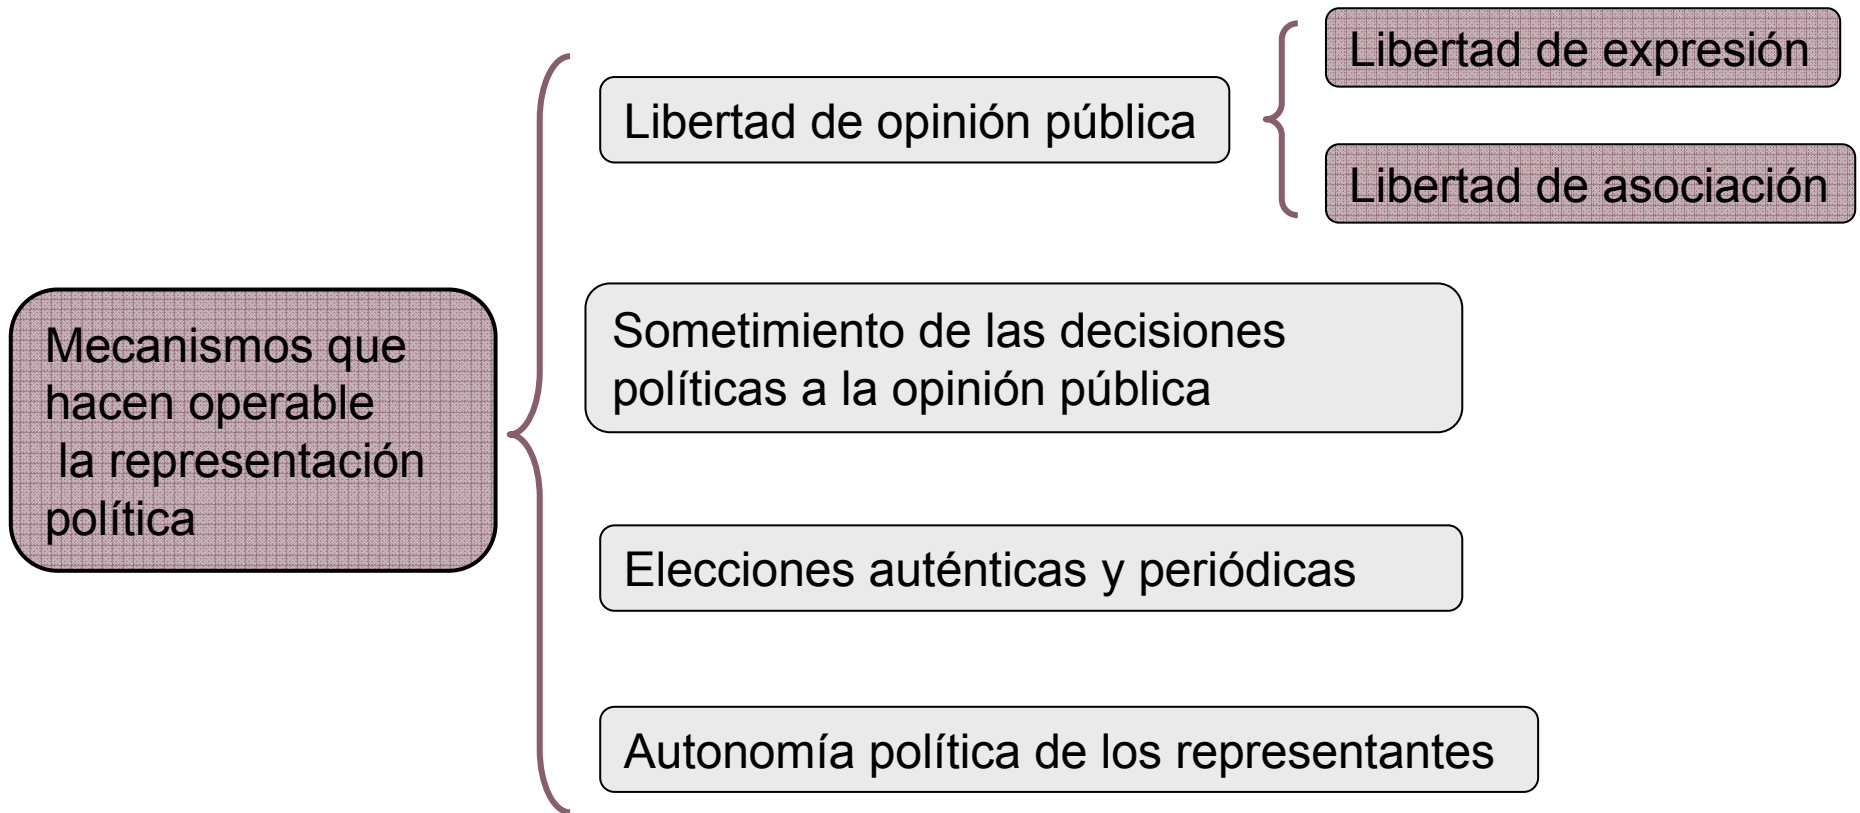 Mecanismos que
hacen operable
la representación
política
Libertad de opinión pública
Libertad de expresión
Libertad de asociación
Sometimiento de las decisiones
políticas a la opinión pública
Elecciones auténticas y periódicas
Autonomía política de los representantes